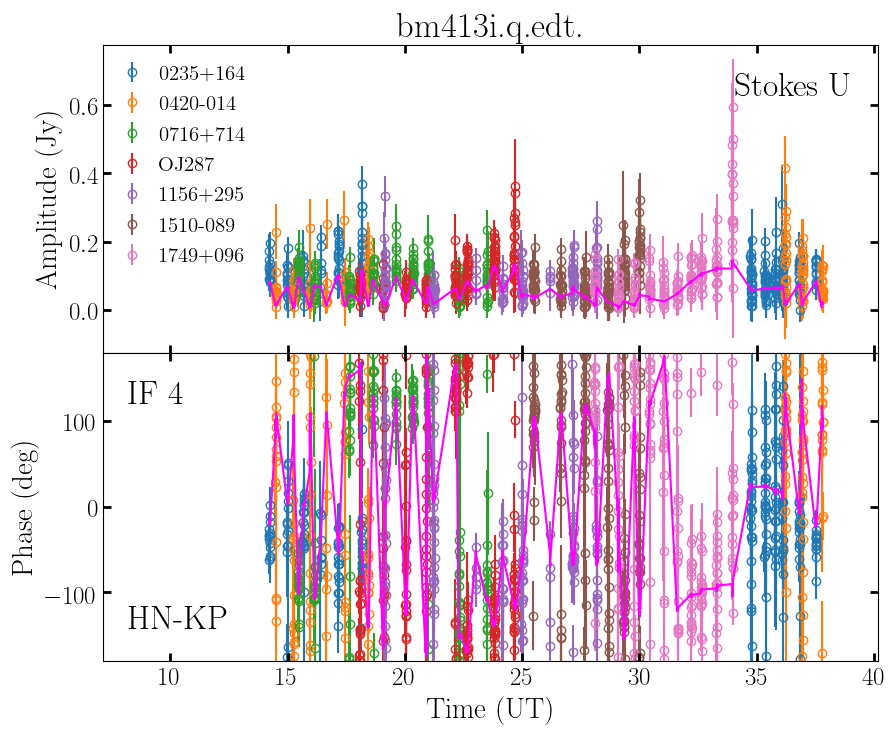 bm413i.q.edt.
Stokes U
0235+164
0420-014
0716+714
OJ287
1156+295
1510-089
1749+096
Amplitude (Jy)
0.6
0.4
0.2
0.0
IF 4
HN-KP
Phase (deg)
100
0
−100
10 15 20 25 30 35 40
Time (UT)